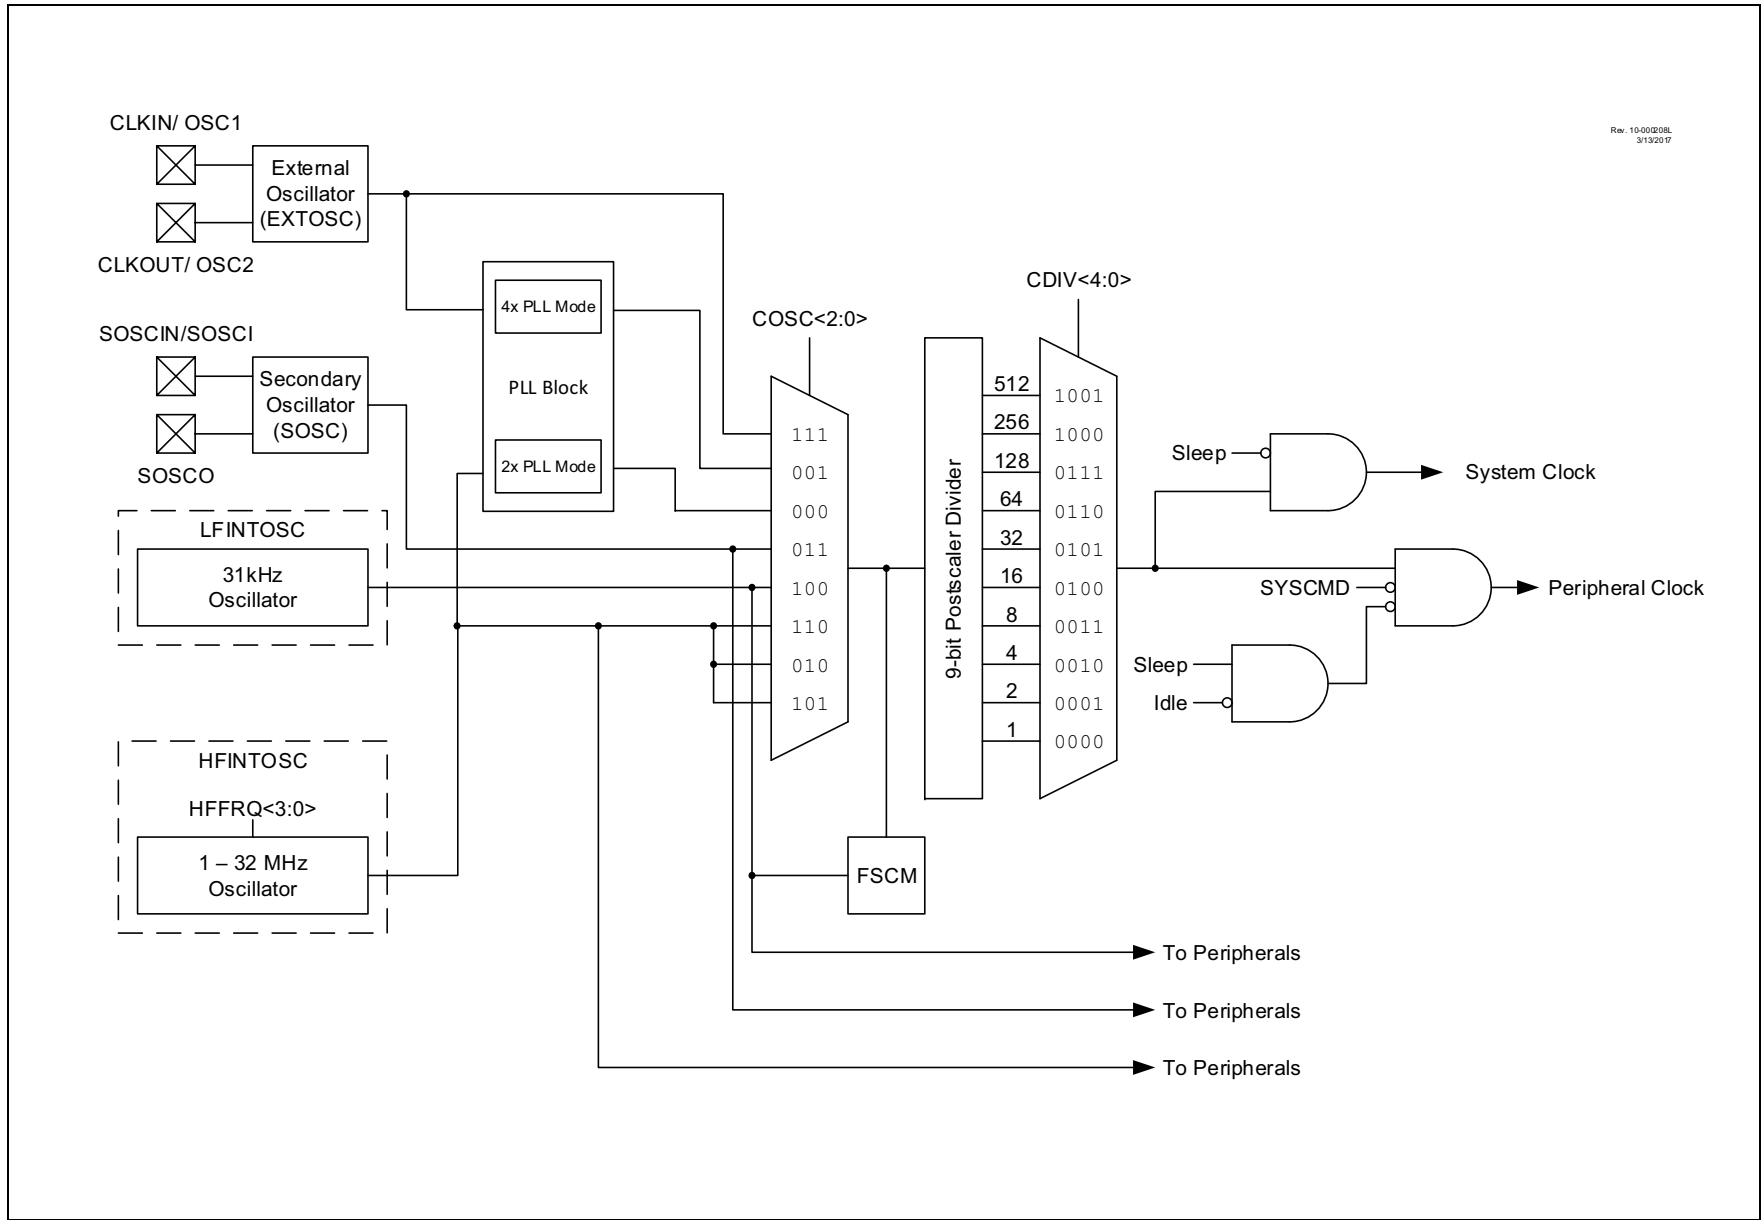 Rev. 10-000208L
3/13/2017
CLKIN/ OSC1
External
Oscillator
(EXTOSC)
CLKOUT/ OSC2
SOSCIN/SOSCI
Secondary
Oscillator
(SOSC)
SOSCO
LFINTOSC
31kHz
Oscillator
HFINTOSC
HFFRQ<3:0>
1 – 32 MHz
Oscillator
4x PLL Mode
PLL Block
2x PLL Mode
COSC<2:0>
111
001
000
011
100
110
010
101
FSCM
9-bit Postscaler Divider
CDIV<4:0>
512 1001
256 1000
128 0111
64 0110
32 0101
16 0100
8 0011
4 0010
2 0001
1 0000
Sleep
System Clock
SYSCMD
Peripheral Clock
Sleep
Idle
To Peripherals
To Peripherals
To Peripherals